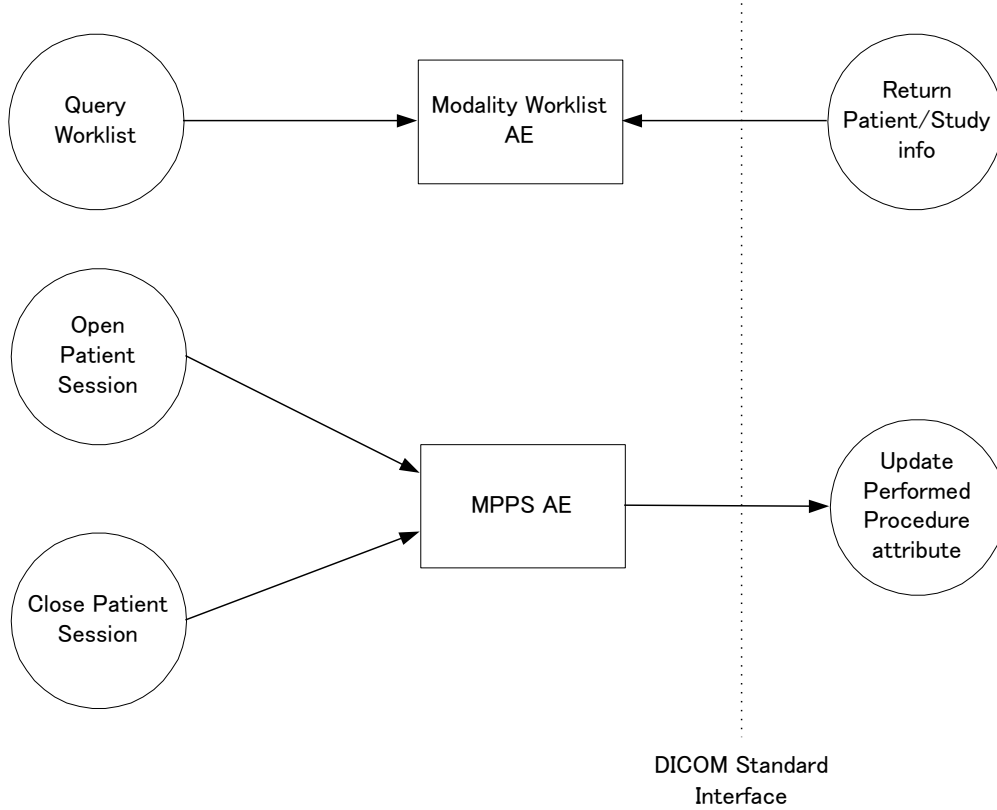 Query
Worklist
Modality Worklist
AE
Return
Patient/Study
info
Open
Patient
Session
MPPS AE
Update
Performed
Procedure
attribute
Close Patient
Session
DICOM Standard
Interface